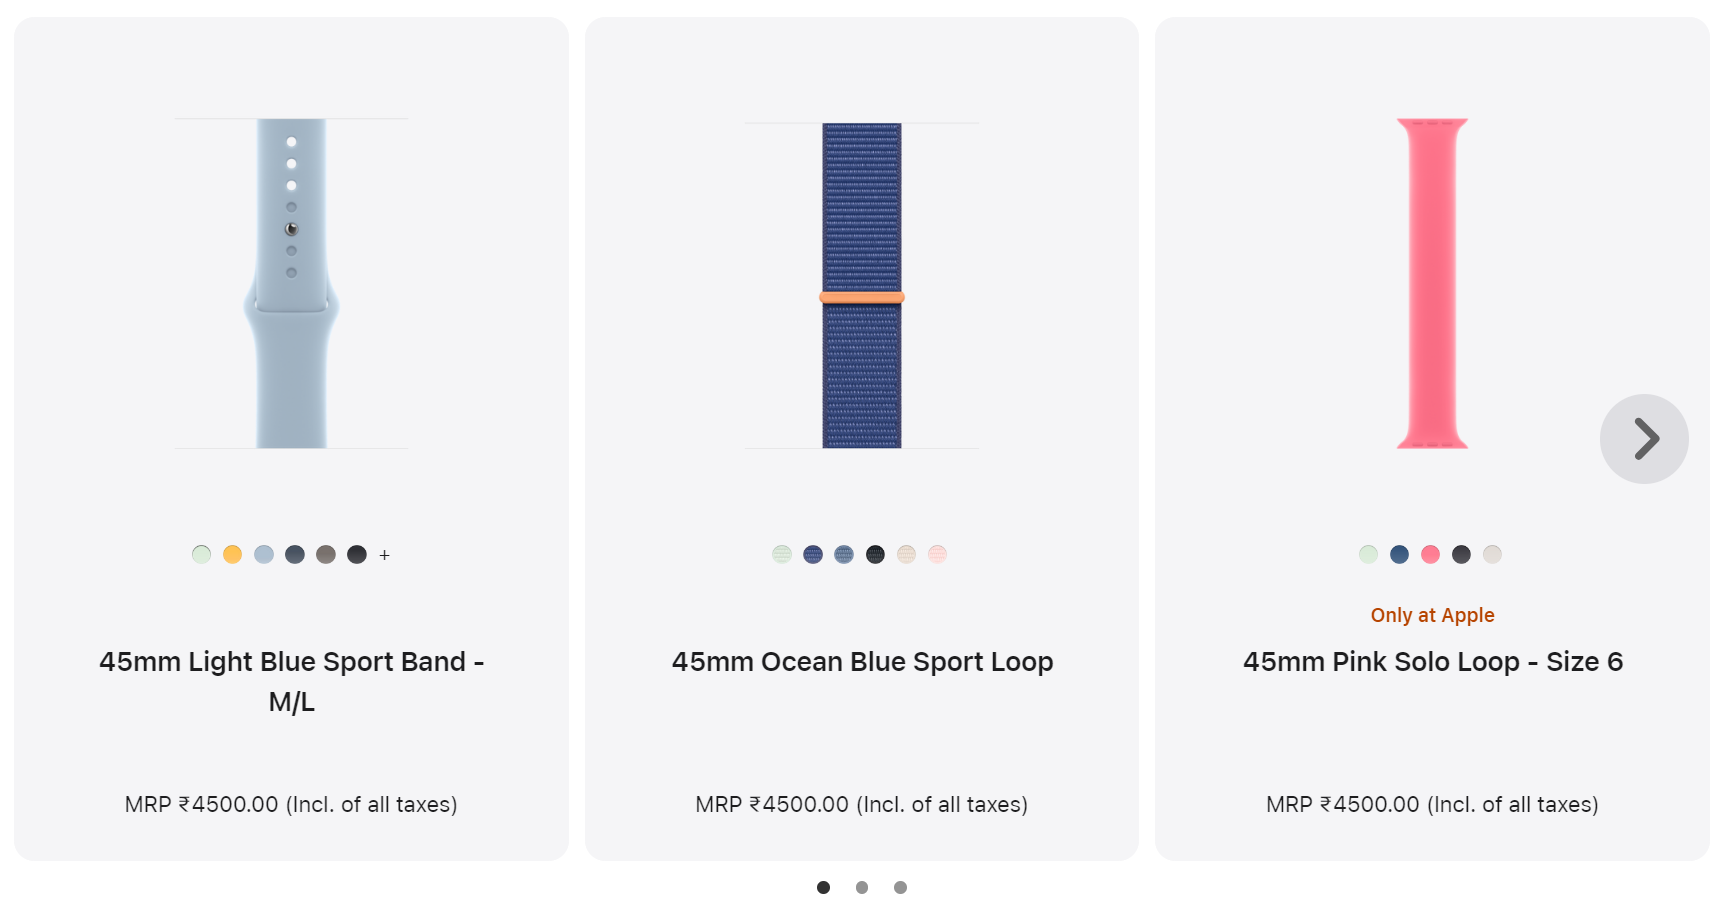 +
Only at Apple
45mm Light Blue Sport Band -
M/L
45mm Ocean Blue Sport Loop
45mm Pink Solo Loop - Size 6
MRP ₹4500.00 (Incl. of all taxes)
MRP ₹4500.00 (Incl. of all taxes)
MRP ₹4500.00 (Incl. of all taxes)